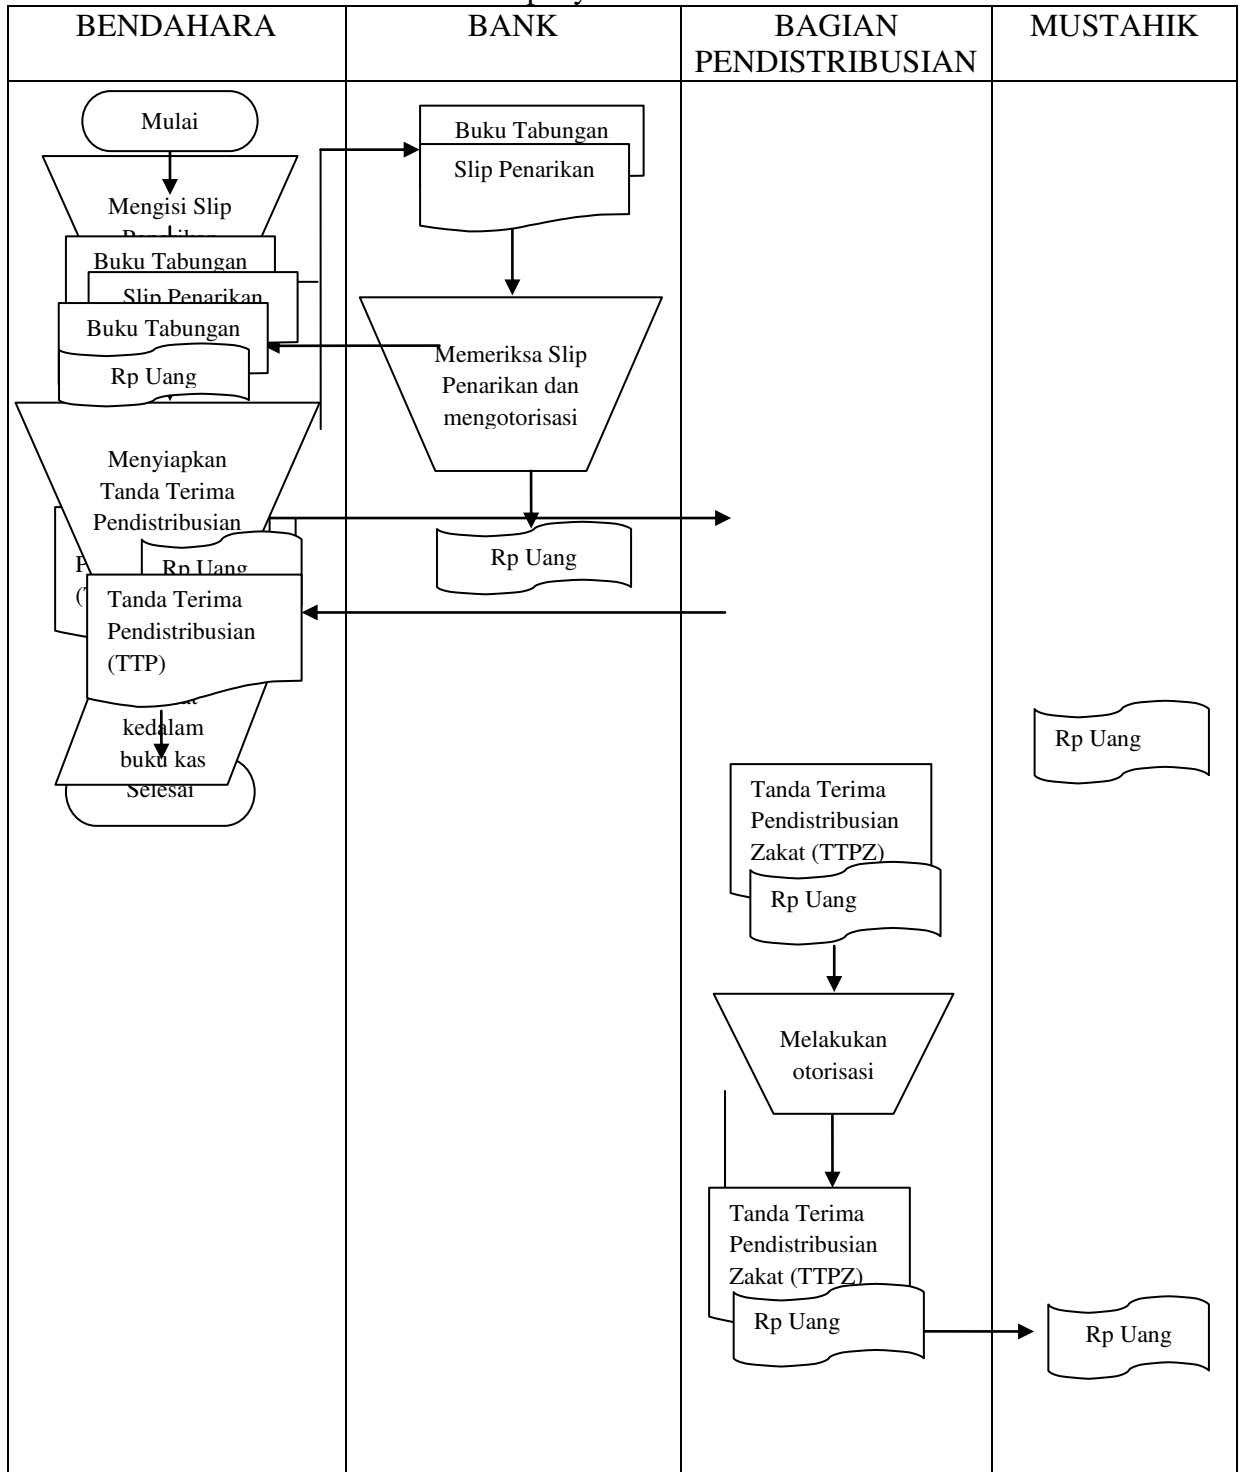 BENDAHARA
BANK
BAGIAN
PENDISTRIBUSIAN
MUSTAHIK
Mulai
Mengisi Slip
Buku Tabungan
Slip Penarikan
Buku Tabungan
Rp Uang
Menyiapkan
Tanda Terima
Pendistribusian
Rp Uang
Tanda Terima
Pendistribusian
(TTP)
kedalam
buku kas
Selesai
Buku Tabungan
Slip Penarikan
Memeriksa Slip
Penarikan dan
mengotorisasi
Rp Uang
Tanda Terima
Pendistribusian
Zakat (TTPZ)
Rp Uang
Melakukan
otorisasi
Tanda Terima
Pendistribusian
Zakat (TTPZ)
Rp Uang
Rp Uang
Rp Uang